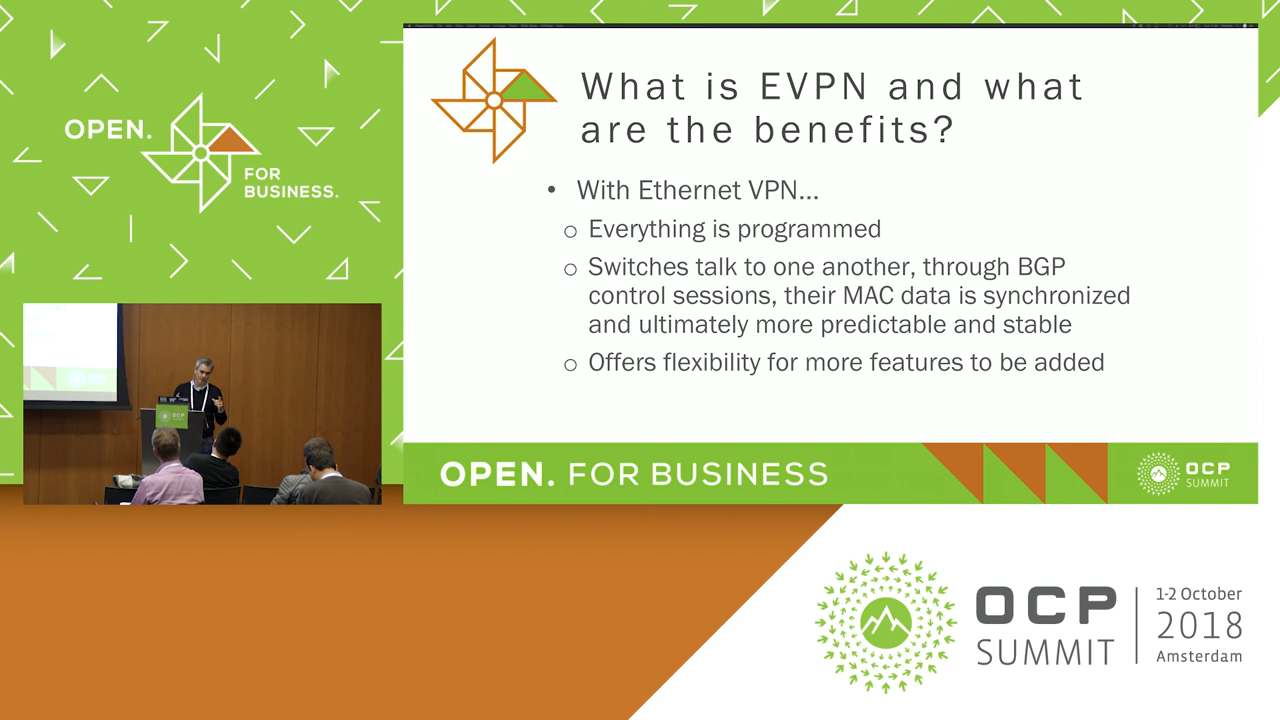 OPEN.
FOR
BUSINESS.
What is EVPN and what
are the benefits?
• With Ethernet VPN...
o Everything is programmed
o Switches talk to one another, through BGP
control sessions, their MAC data is synchronized
and ultimately more predictable and stable
o Offers flexibility for more features to be added
OPEN. FOR BUSINESS
OCP
SUMMIT
OCP
OCP
SUMMIT
1-2 October
2018
Amsterdam